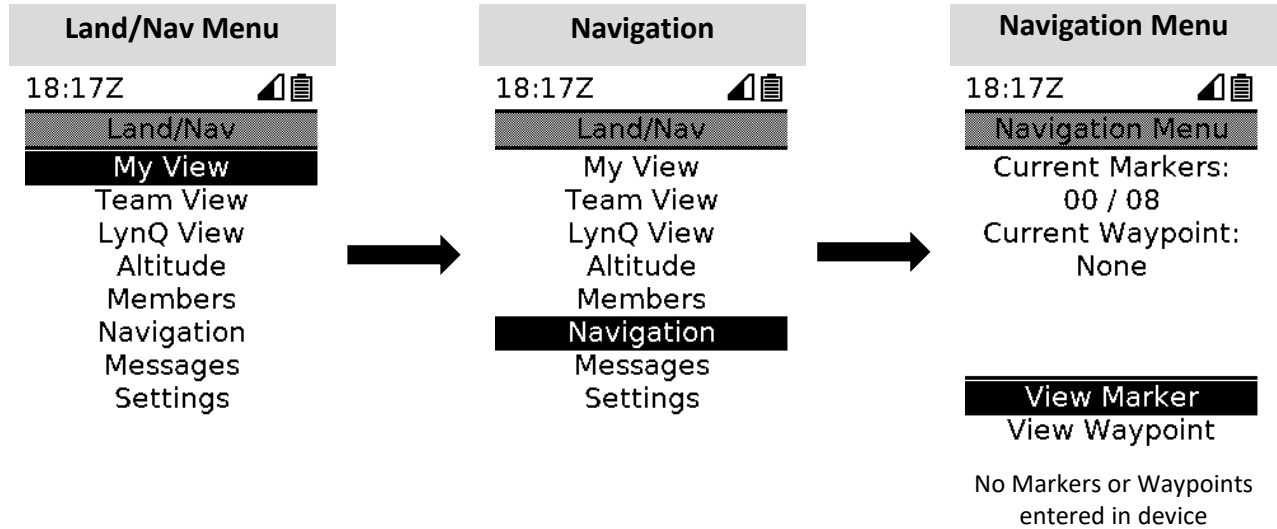 Land/Nav Menu
18:17Z
Land/Nav
My View
Team View
LynQ View
Altitude
Members
Navigation
Messages
Settings
Navigation
18:17Z
Land/Nav
My View
Team View
LynQ View
Altitude
Members
Navigation
Messages
Settings
Navigation Menu
18:17Z
Navigation Menu
Current Markers:
00 / 08
Current Waypoint:
None
View Marker
View Waypoint
No Markers or Waypoints
entered in device